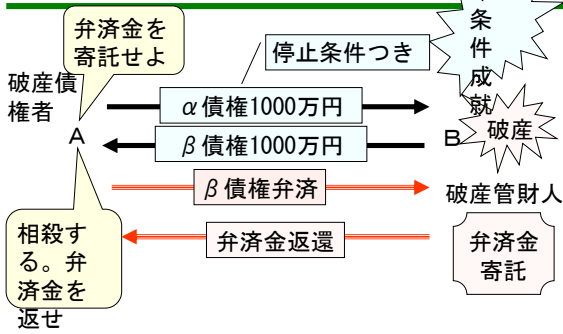 弁済金を
寄託せよ
停止条件つき
条
件
成
就
破産債
権者
α債権1000万円
A
β債権1000万円
B
破産
β債権弁済
破産管財人
相殺す
る。弁
済金を
返せ
弁済金返還
弁済金
寄託